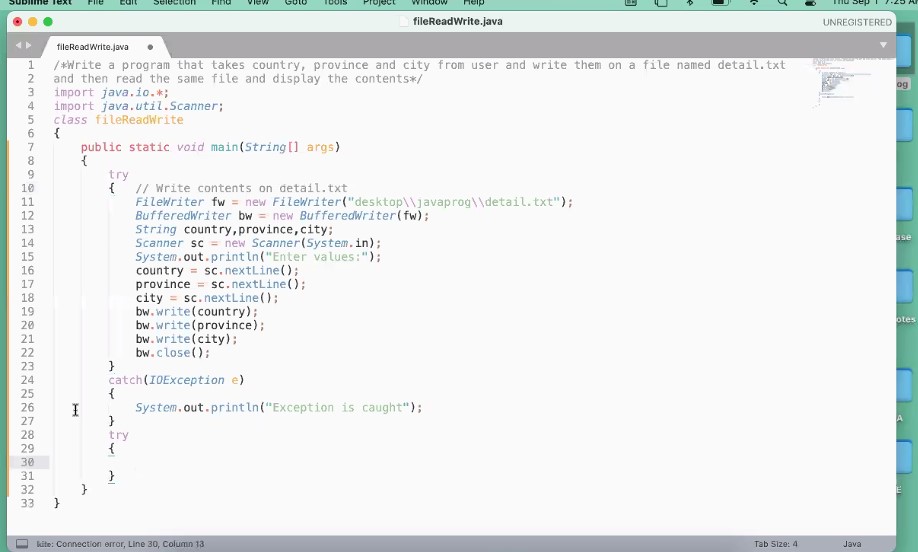 Sublime Text File Edit Selection Find View Goto Tools Project Window Help Thu Sep 1 7:25
fileReadWrite.java UNREGISTERED
fileReadWrite.java
1 /*Write a program that takes country, province and city from user and write them on a file named detail.txt
2 and then read the same file and display the contents*/
3 import java.io.*;
4 import java.util.Scanner;
5 class fileReadWrite
6 {
7 public static void main(String[] args)
8 {
9 try
10 { // Write contents on detail.txt
11 FileWriter fw = new FileWriter("desktop\\javaprog\\detail.txt");
12 BufferedWriter bw = new BufferedWriter(fw);
13 String country,province,city;
14 Scanner sc = new Scanner(System.in);
15 System.out.println("Enter values:");
16 country = sc.nextLine();
17 province = sc.nextLine();
18 city = sc.nextLine();
19 bw.write(country);
20 bw.write(province);
21 bw.write(city);
22 bw.close();
23 }
24 catch(IOException e)
25 {
26 System.out.println("Exception is caught");
27 }
28 try
29 {
30
31 }
32 }
33 }
kite: Connection error, Line 30, Column 13 Tab Size: 4 Java